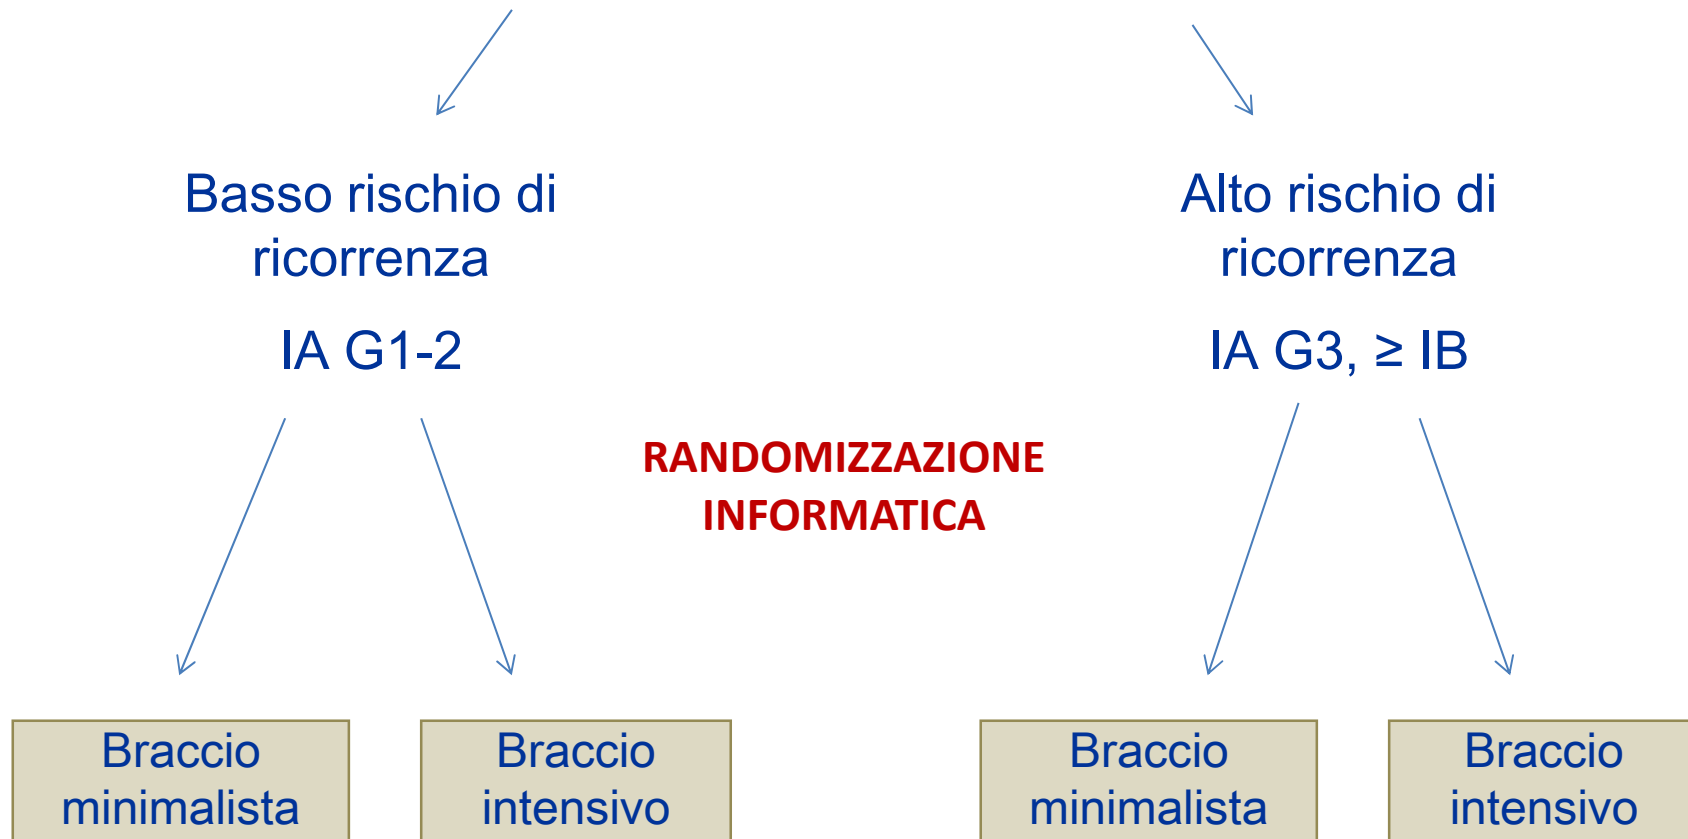 Basso rischio di
ricorrenza
IA G1-2
Alto rischio di
ricorrenza
IA G3, ≥ IB
RANDOMIZZAZIONE
INFORMATICA
Braccio
minimalista
Braccio
intensivo
Braccio
minimalista
Braccio
intensivo